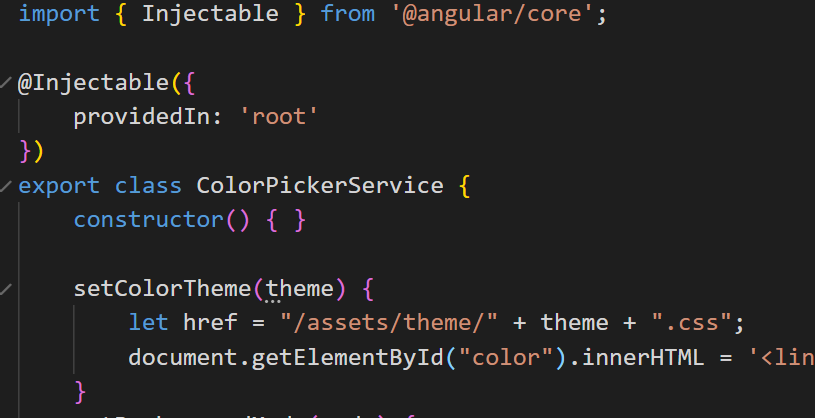 import { Injectable } from '@angular/core';
@Injectable({
    providedIn: 'root'
})
export class ColorPickerService {
    constructor() { }
    setColorTheme(theme) {
        let href = "/assets/theme/" + theme + ".css";
        document.getElementById("color").innerHTML = '<lin
    }